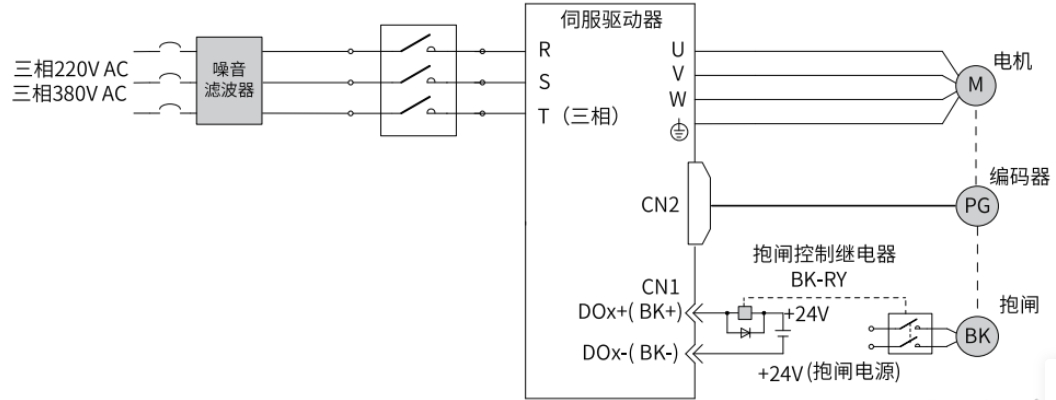 伺服驱动器
三相220V AC
三相380V AC
噪音
滤波器
R
S
T（三相）
U
V
W
电机
M
编码器
PG
CN2
抱闸控制继电器
BK-RY
CN1
DOx+( BK+)
+24V
抱闸
BK
DOx-( BK-)
+24V (抱闸电源)